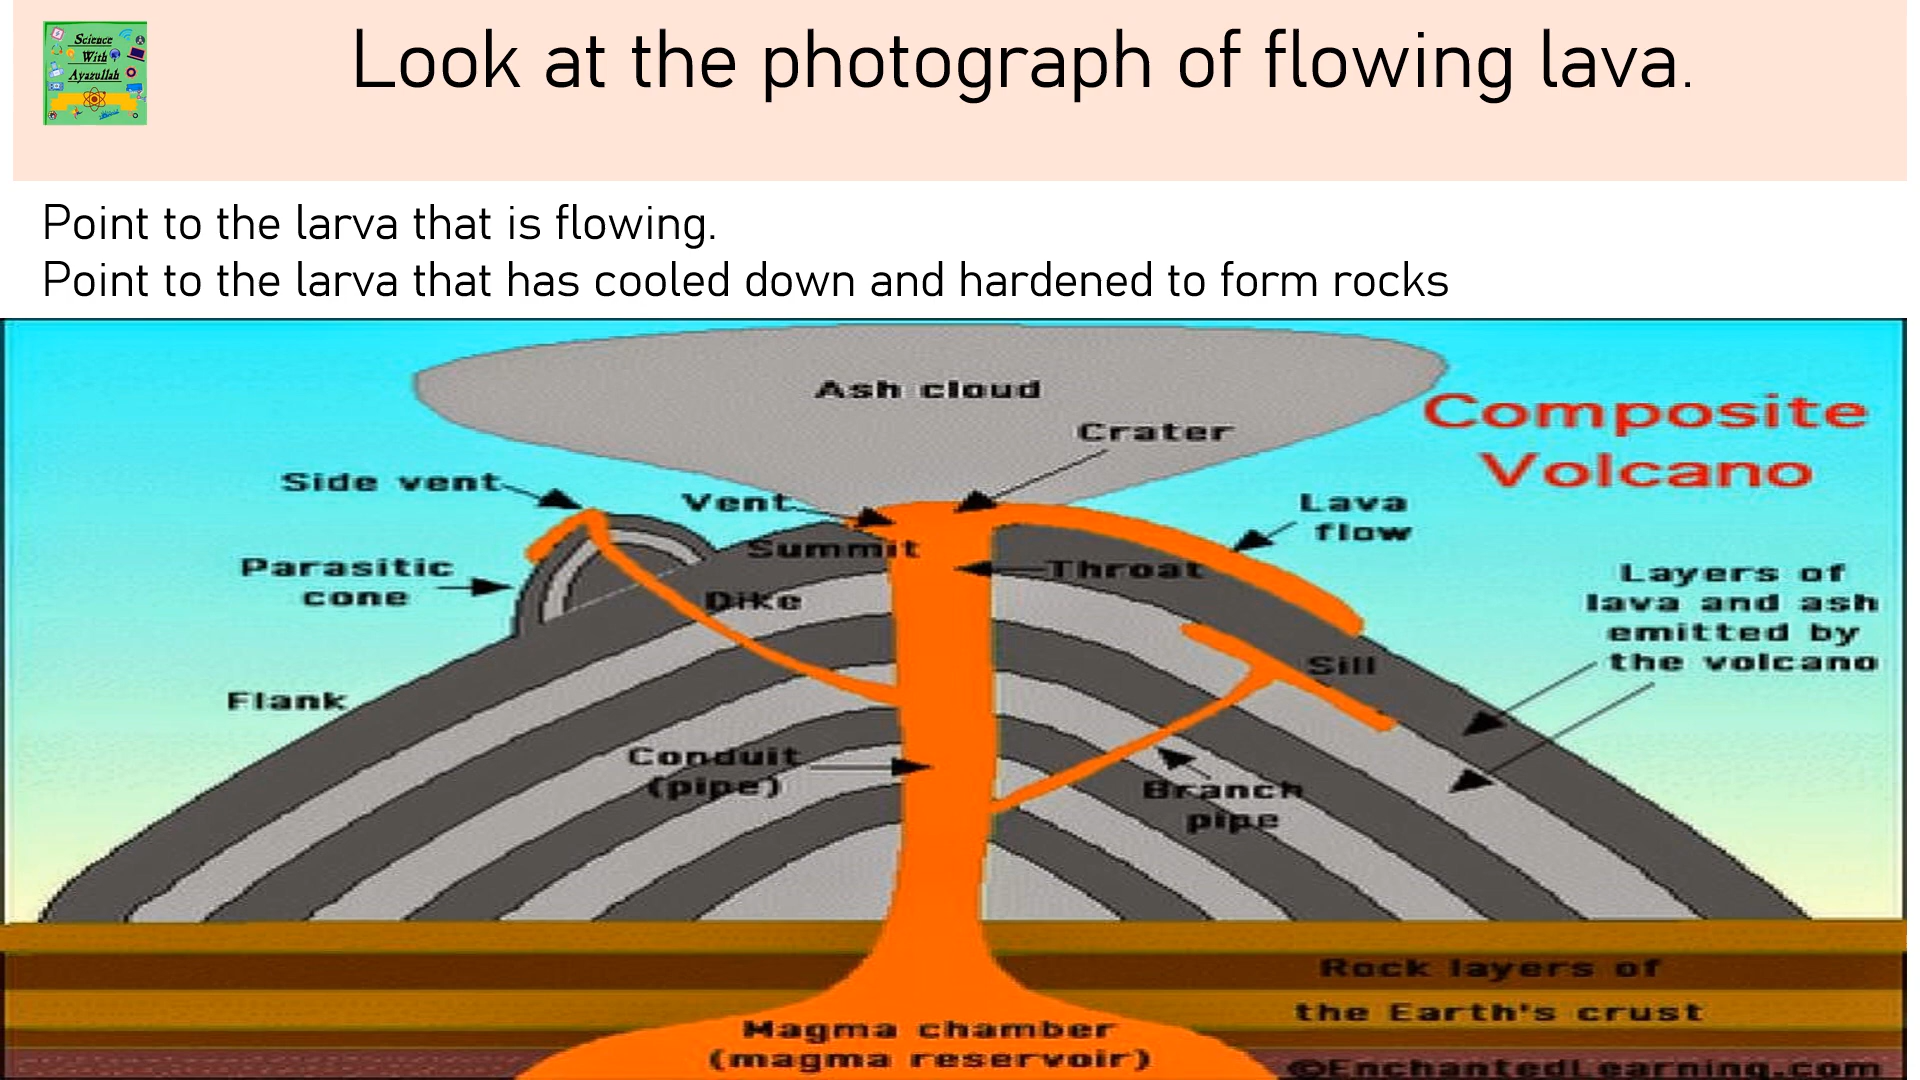 Science
With
Ayazullah
Look at the photograph of flowing lava.
Point to the larva that is flowing.
Point to the larva that has cooled down and hardened to form rocks
Ash cloud
Composite
Volcano
Crater
Side vent
Vent
Lava
flow
Summit
Parasitic
cone
Throat
Layers of
lava and ash
emitted by
the volcano
Dike
Sill
Flank
Conduit
(pipe)
Branch
pipe
Rock layers of
the Earth's crust
Magma chamber
(magma reservoir)
©EnchantedLearning.com